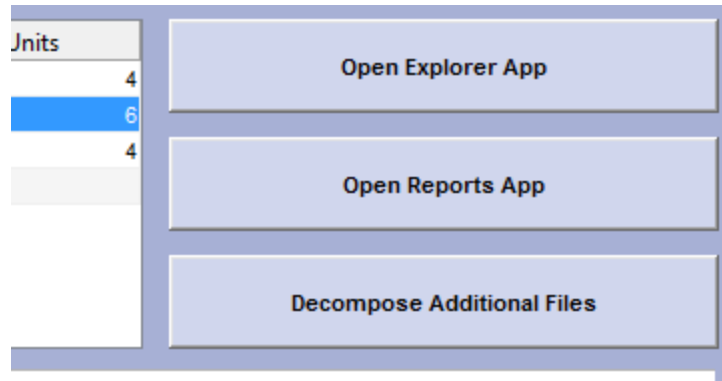 Units
4
6
4
Open Explorer App
Open Reports App
Decompose Additional Files